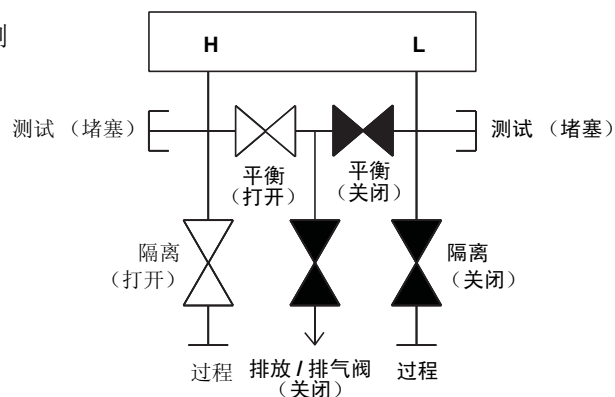 H L
测试 （堵塞） 测试 （堵塞）
平衡 平衡
（打开） （关闭）
隔离 隔离
（打开） （关闭）
过程 排放 / 排气阀 过程
（关闭）